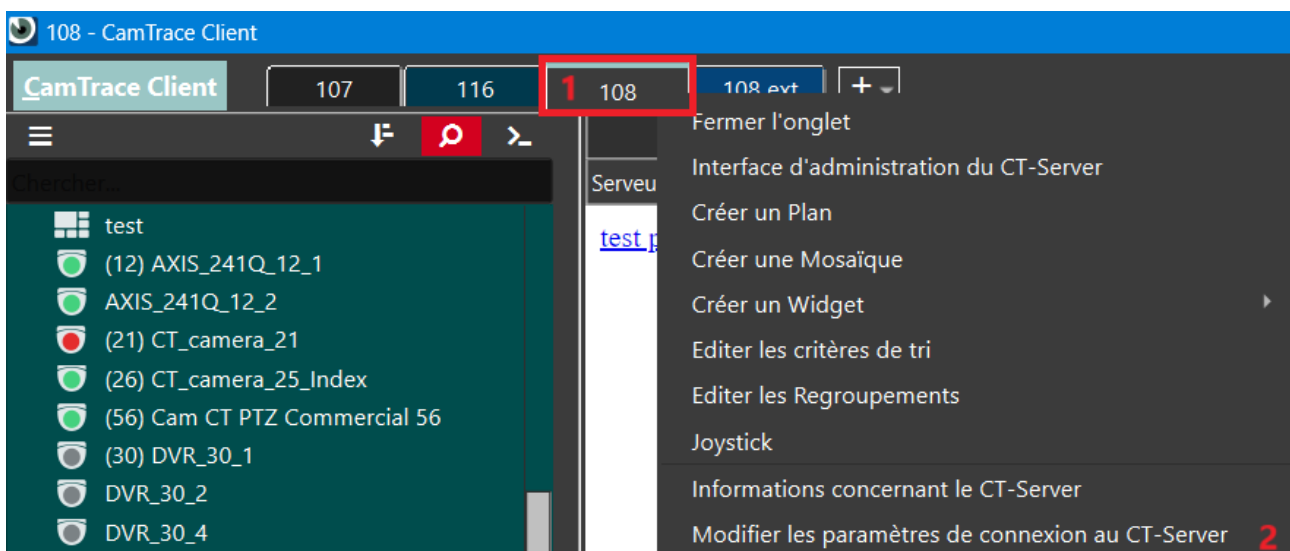 108 - CamTrace Client
CamTrace Client
107
116
1
108
108 ext
+
Chercher...
test
(12) AXIS_241Q_12_1
AXIS_241Q_12_2
(21) CT_camera_21
(26) CT_camera_25_Index
(56) Cam CT PTZ Commercial 56
(30) DVR_30_1
DVR_30_2
DVR_30_4
Serveu
test p
Fermer l'onglet
Interface d'administration du CT-Server
Créer un Plan
Créer une Mosaïque
Créer un Widget
Editer les critères de tri
Editer les Regroupements
Joystick
Informations concernant le CT-Server
Modifier les paramètres de connexion au CT-Server 2